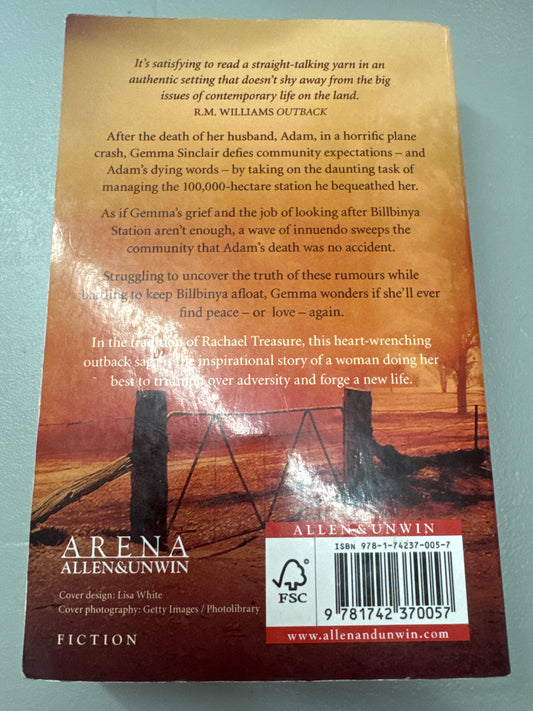 It's satisfying to read a straight-talking yarn in an
authentic setting that doesn't shy away from the big
issues of contemporary life on the land.
R.M. WILLIAMS OUTBACK
After the death of her husband, Adam, in a horrific plane
crash, Gemma Sinclair defies community expectations – and
Adam's dying words – by taking on the daunting task of
managing the 100,000-hectare station he bequeathed her.
As if Gemma's grief and the job of looking after Billbinya
Station aren't enough, a wave of innuendo sweeps the
community that Adam's death was no accident.
Struggling to uncover the truth of these rumours while
battling to keep Billbinya afloat, Gemma wonders if she'll ever
find peace – or love – again.
In the tradition of Rachael Treasure, this heart-wrenching
outback saga is the inspirational story of a woman doing her
best to triumph over adversity and forge a new life.
ARENA
ALLEN&UNWIN
Cover design: Lisa White
Cover photography: Getty Images / Photolibrary
FICTION
ALLEN&UNWIN
ISBN 978-1-74237-005-7
FSC
9 781742 370057
www.allenandunwin.com